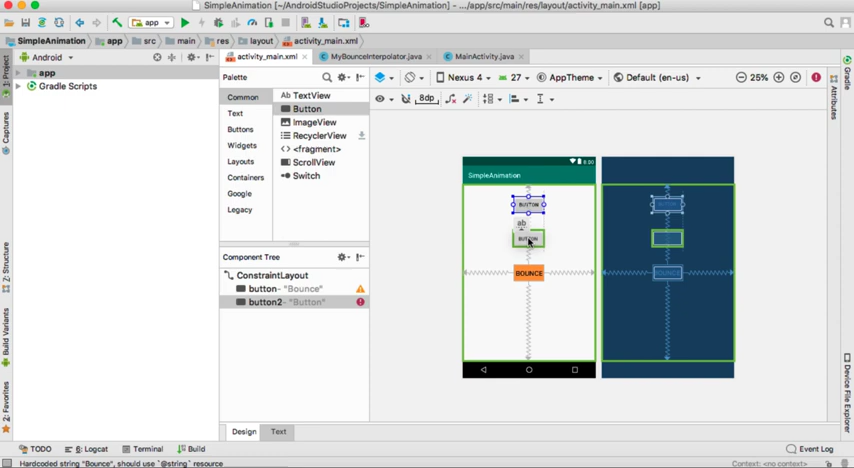 SimpleAnimation [~/AndroidStudioProjects/SimpleAnimation] - .../app/src/main/res/layout/activity_main.xml [app]
app
SimpleAnimation
app
src
main
res
layout
activity_main.xml
Android
activity_main.xml
MyBounceInterpolator.java
MainActivity.java
app
Gradle Scripts
1: Project
Captures
Z: Structure
Build Variants
2: Favorites
Palette
Common
Text
Buttons
Widgets
Layouts
Containers
Google
Legacy
Ab TextView
Button
ImageView
RecyclerView
<> <fragment>
ScrollView
Switch
Component Tree
ConstraintLayout
button- "Bounce"
button2- "Button"
Nexus 4
27
AppTheme
Default (en-us)
25%
8dp
SimpleAnimation
BUTTON
ab
BUTTON
BOUNCE
BOUNCE
Gradle
Attributes
Device File Explorer
Design
Text
TODO
6: Logcat
Terminal
Build
Event Log
Hardcoded string "Bounce", should use `@string` resource
Context: <no context>